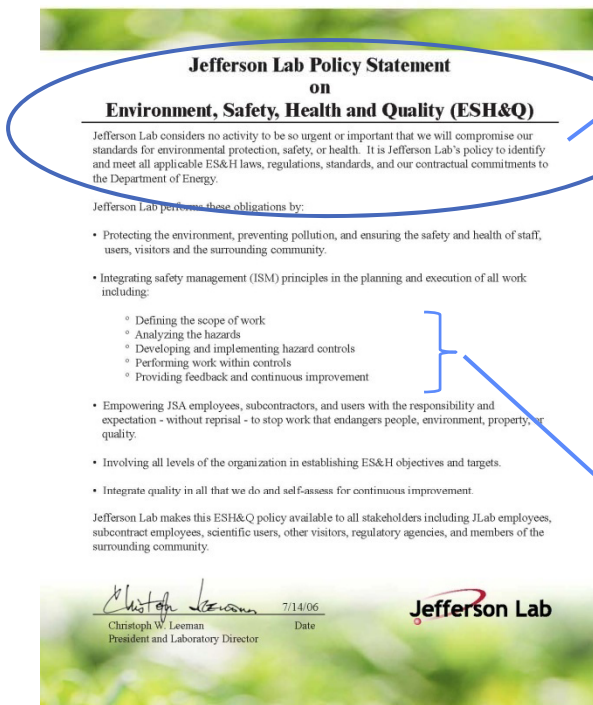 Jefferson Lab Policy Statement
on
Environment, Safety, Health and Quality (ESH&Q)
Jefferson Lab considers no activity to be so urgent or important that we will compromise our
standards for environmental protection, safety, or health. It is Jefferson Lab's policy to identify
and meet all applicable ES&H laws, regulations, standards, and our contractual commitments to
the Department of Energy.
Jefferson Lab performs these obligations by:
• Protecting the environment, preventing pollution, and ensuring the safety and health of staff,
users, visitors and the surrounding community.
• Integrating safety management (ISM) principles in the planning and execution of all work
including:
° Defining the scope of work
° Analyzing the hazards
° Developing and implementing hazard controls
° Performing work within controls
° Providing feedback and continuous improvement
• Empowering JSA employees, subcontractors, and users with the responsibility and
expectation - without reprisal - to stop work that endangers people, environment, property, or
quality.
• Involving all levels of the organization in establishing ES&H objectives and targets.
• Integrate quality in all that we do and self-assess for continuous improvement.
Jefferson Lab makes this ESH&Q policy available to all stakeholders including JLab employees,
subcontract employees, scientific users, other visitors, regulatory agencies, and members of the
surrounding community.
7/14/06
Christoph W. Leeman Date
President and Laboratory Director
Jefferson Lab